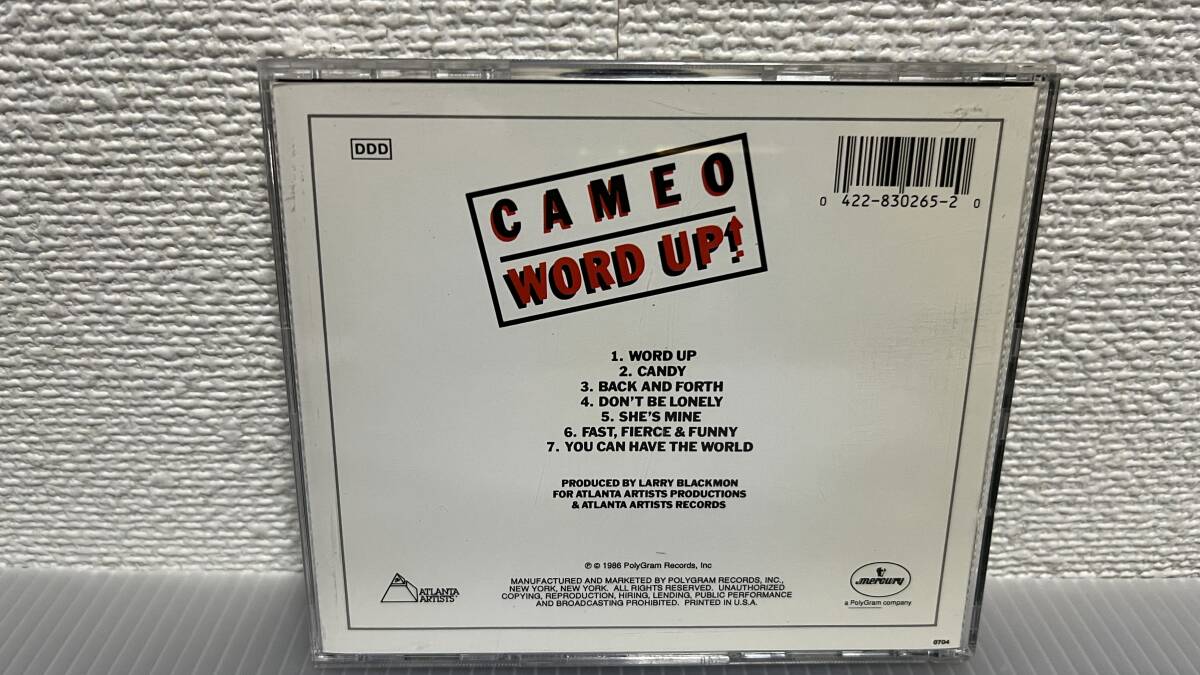 DDD
CAMEO
WORD UP!
0 422-830265-2 0
1. WORD UP
2. CANDY
3. BACK AND FORTH
4. DON'T BE LONELY
5. SHE'S MINE
6. FAST, FIERCE & FUNNY
7. YOU CAN HAVE THE WORLD
PRODUCED BY LARRY BLACKMON
FOR ATLANTA ARTISTS PRODUCTIONS
& ATLANTA ARTISTS RECORDS
ATLANTA
ARTISTS
℗ © 1986 PolyGram Records, Inc
MANUFACTURED AND MARKETED BY POLYGRAM RECORDS, INC.,
NEW YORK, NEW YORK. ALL RIGHTS RESERVED. UNAUTHORIZED
COPYING, REPRODUCTION, HIRING, LENDING, PUBLIC PERFORMANCE
AND BROADCASTING PROHIBITED. PRINTED IN U.S.A.
mercury
a PolyGram company
0704